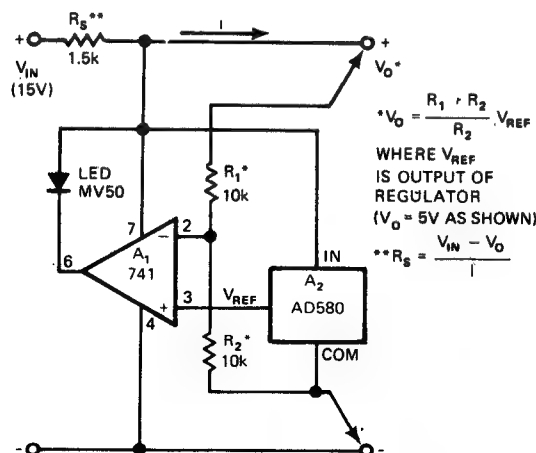 +
RS**
1.5k
I
+
VIN
(15V)
VO*
*VO = R1 + R2 / R2 VREF
WHERE VREF
IS OUTPUT OF
REGULATOR
(VO = 5V AS SHOWN)
**RS = VIN − VO / I
LED
MV50
R1*
10k
7
2
−
6
A1
741
+
3
VREF
4
IN
A2
AD580
COM
R2*
10k
-
-